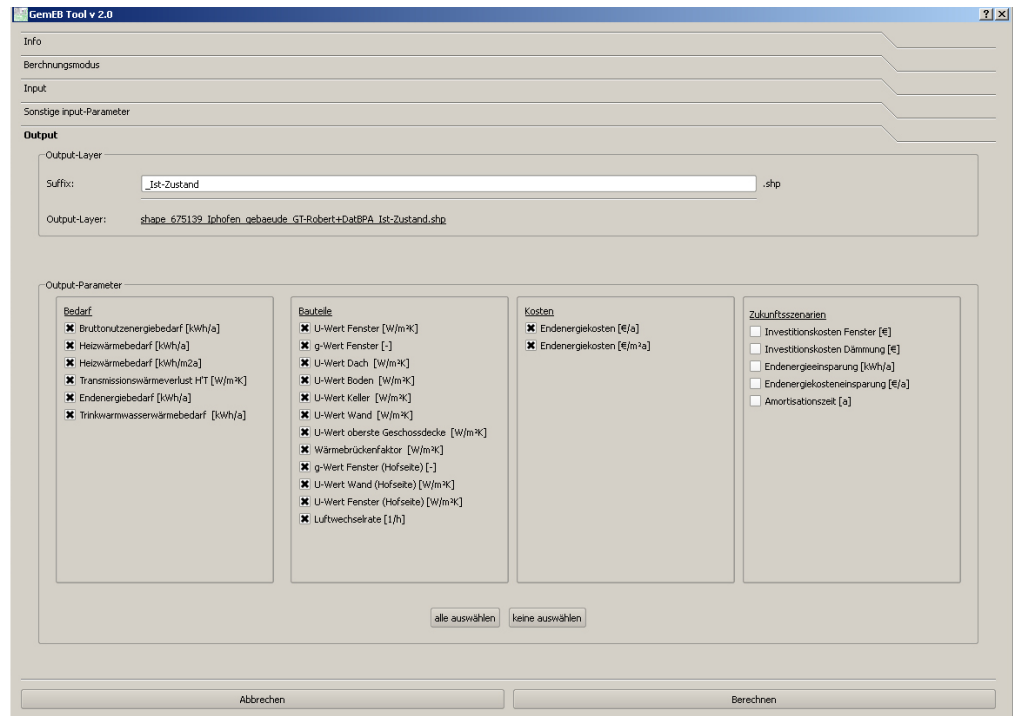 GemEB Tool v 2.0
Info
Berchnungsmodus
Input
Sonstige input-Parameter
Output
Output-Layer
Suffix: _Ist-Zustand .shp
Output-Layer: shape_675139_Iphofen_gebaeude_GT-Robert+DatBPA_Ist-Zustand.shp
Output-Parameter
Bedarf
Bruttonutzenergiebedarf [kWh/a]
Heizwärmebedarf [kWh/a]
Heizwärmebedarf [kWh/m2a]
Transmissionswärmeverlust H'T [W/m²K]
Endenergiebedarf [kWh/a]
Trinkwarmwasserwärmebedarf [kWh/a]
Bauteile
U-Wert Fenster [W/m²K]
g-Wert Fenster [-]
U-Wert Dach [W/m²K]
U-Wert Boden [W/m²K]
U-Wert Keller [W/m²K]
U-Wert Wand [W/m²K]
U-Wert oberste Geschossdecke [W/m²K]
Wärmebrückenfaktor [W/m²K]
g-Wert Fenster (Hofseite) [-]
U-Wert Wand (Hofseite) [W/m²K]
U-Wert Fenster (Hofseite) [W/m²K]
Luftwechselrate [1/h]
Kosten
Endenergiekosten [€/a]
Endenergiekosten [€/m²a]
Zukunftsszenarien
Investitionskosten Fenster [€]
Investitionskosten Dämmung [€]
Endenergieeinsparung [kWh/a]
Endenergiekosteneinsparung [€/a]
Amortisationszeit [a]
alle auswählen keine auswählen
Abbrechen Berechnen